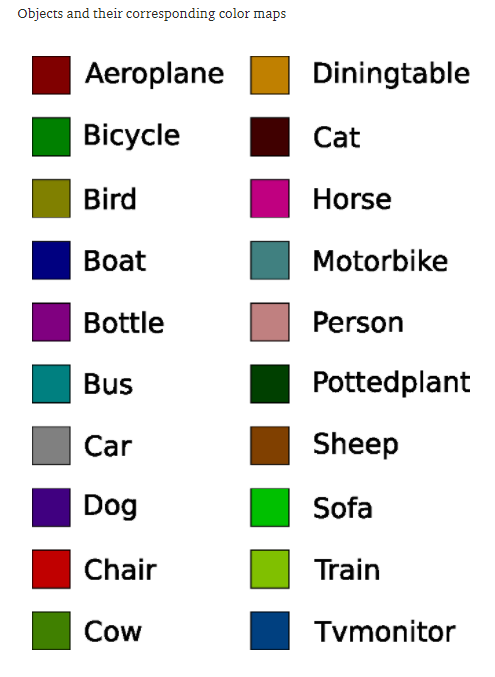 Objects and their corresponding color maps
Aeroplane
Bicycle
Bird
Boat
Bottle
Bus
Car
Dog
Chair
Cow
Diningtable
Cat
Horse
Motorbike
Person
Pottedplant
Sheep
Sofa
Train
Tvmonitor